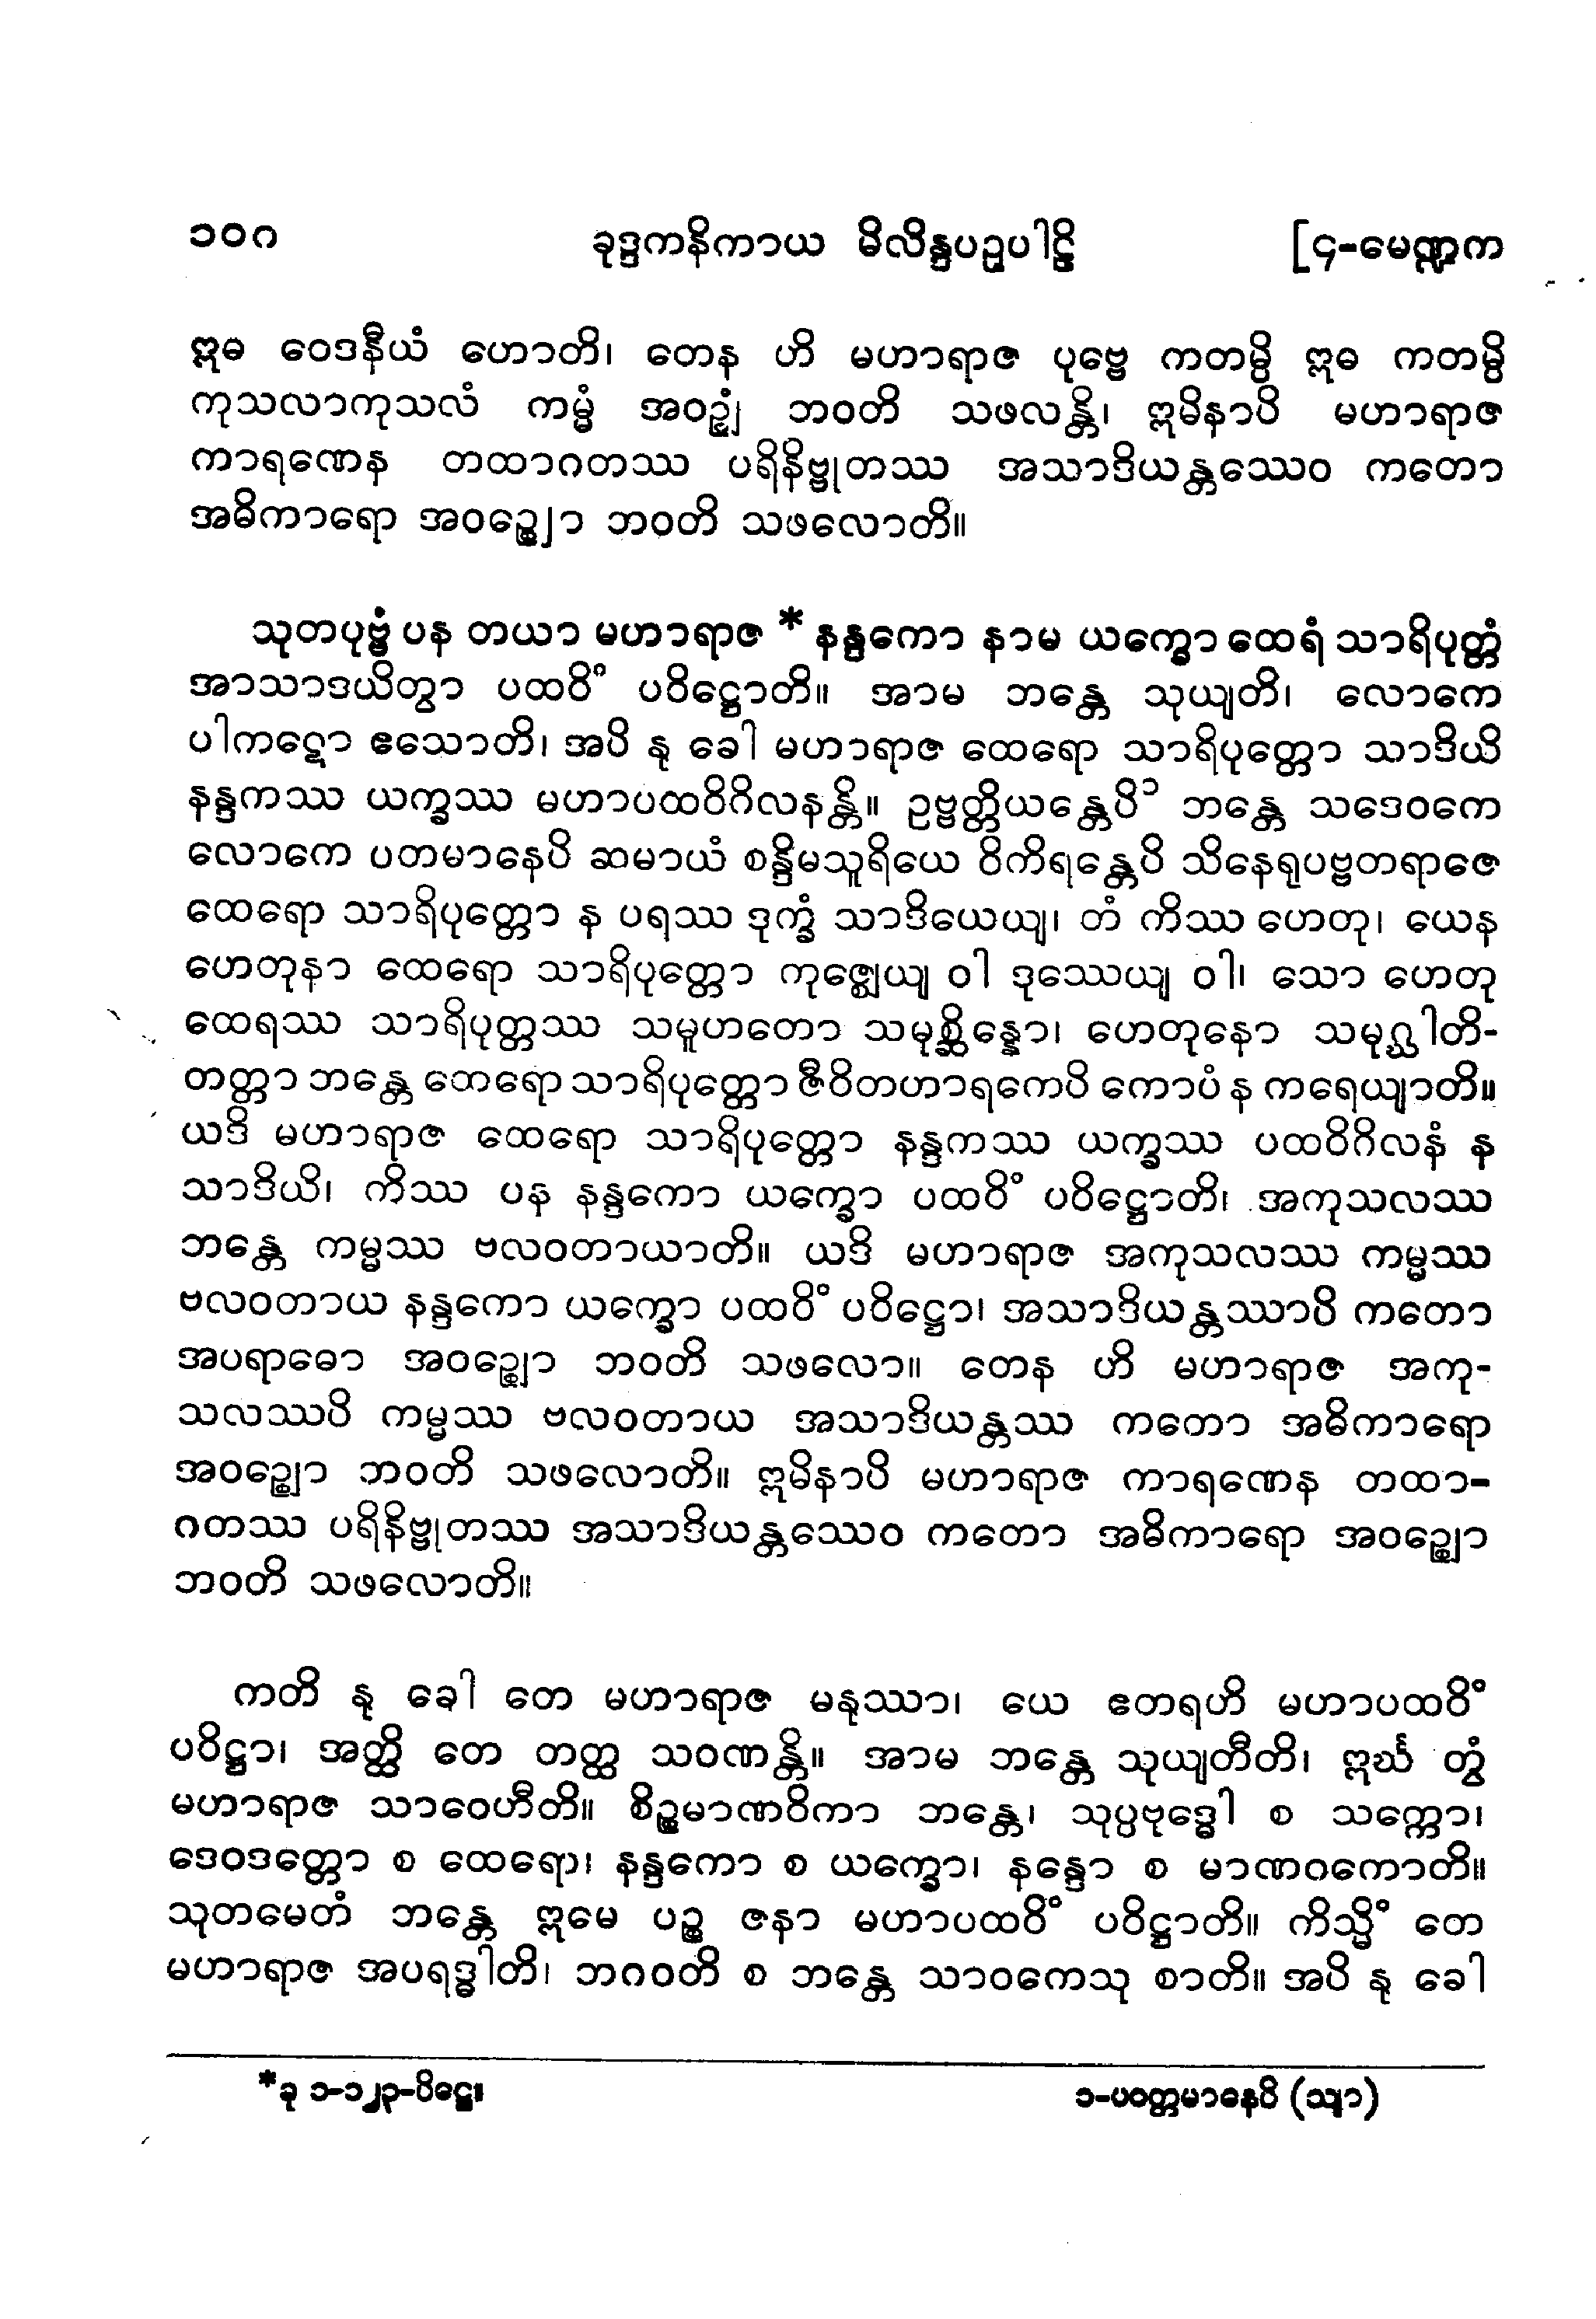 ၁၀၈ ခုဒ္ဒကနိကာယ မိလိန္ဒပဉှပါဠိ [၄-မေဏ္ဍက
ဣဓ ဝေဒနီယံ ဟောတိ၊ တေန ဟိ မဟာရာဇ ပုဗ္ဗေ ကတမ္ပိ ဣဓ ကတမ္ပိ
ကုသလာကုသလံ ကမ္မံ အဝဉ္ဈံ ဘဝတိ သဖလန္တိ၊ ဣမိနာပိ မဟာရာဇ
ကာရဏေန တထာဂတဿ ပရိနိဗ္ဗုတဿ အသာဒိယန္တဿေဝ ကတော
အဓိကာရော အဝဉ္ဈော ဘဝတိ သဖလောတိ။
သုတပုဗ္ဗံ ပန တယာ မဟာရာဇ * နန္ဒကော နာမ ယက္ခော ထေရံ သာရိပုတ္တံ
အာသာဒယိတွာ ပထဝိံ ပဝိဋ္ဌောတိ။ အာမ ဘန္တေ သုယျတိ၊ လောကေ
ပါကဋော ဧသောတိ၊ အပိ နု ခေါ မဟာရာဇ ထေရော သာရိပုတ္တော သာဒိယိ
နန္ဒကဿ ယက္ခဿ မဟာပထဝိဂိလနန္တိ။ ဥဗ္ဗတ္တိယန္တေပိ ၁ ဘန္တေ သဒေဝကေ
လောကေ ပတမာနေပိ ဆမာယံ စန္ဒိမသူရိယေ ဝိကိရန္တေပိ သိနေရုပဗ္ဗတရာဇေ
ထေရော သာရိပုတ္တော န ပရဿ ဒုက္ခံ သာဒိယေယျ၊ တံ ကိဿ ဟေတု၊ ယေန
ဟေတုနာ ထေရော သာရိပုတ္တော ကုဇ္ဈေယျ ဝါ ဒုဿေယျ ဝါ၊ သော ဟေတု
ထေရဿ သာရိပုတ္တဿ သမူဟတော သမုစ္ဆိန္နော၊ ဟေတုနော သမုဂ္ဃါတိ-
တတ္တာ ဘန္တေ ထေရော သာရိပုတ္တော ဇီဝိတဟာရကေပိ ကောပံ န ကရေယျာတိ။
ယဒိ မဟာရာဇ ထေရော သာရိပုတ္တော နန္ဒကဿ ယက္ခဿ ပထဝိဂိလနံ န
သာဒိယိ၊ ကိဿ ပန နန္ဒကော ယက္ခော ပထဝိံ ပဝိဋ္ဌောတိ၊ အကုသလဿ
ဘန္တေ ကမ္မဿ ဗလဝတာယာတိ။ ယဒိ မဟာရာဇ အကုသလဿ ကမ္မဿ
ဗလဝတာယ နန္ဒကော ယက္ခော ပထဝိံ ပဝိဋ္ဌော၊ အသာဒိယန္တဿာပိ ကတော
အပရာဓော အဝဉ္ဈော ဘဝတိ သဖလော။ တေန ဟိ မဟာရာဇ အကု-
သလဿပိ ကမ္မဿ ဗလဝတာယ အသာဒိယန္တဿ ကတော အဓိကာရော
အဝဉ္ဈော ဘဝတိ သဖလောတိ။ ဣမိနာပိ မဟာရာဇ ကာရဏေန တထာ-
ဂတဿ ပရိနိဗ္ဗုတဿ အသာဒိယန္တဿေဝ ကတော အဓိကာရော အဝဉ္ဈော
ဘဝတိ သဖလောတိ။
ကတိ နု ခေါ တေ မဟာရာဇ မနုဿာ၊ ယေ ဧတရဟိ မဟာပထဝိံ
ပဝိဋ္ဌာ၊ အတ္ထိ တေ တတ္ထ သဝဏန္တိ။ အာမ ဘန္တေ သုယျတီတိ၊ ဣင်္ဃ တွံ
မဟာရာဇ သာဝေဟီတိ။ စိဉ္စမာဏဝိကာ ဘန္တေ၊ သုပ္ပဗုဒ္ဓေါ စ သက္ကော၊
ဒေဝဒတ္တော စ ထေရော၊ နန္ဒကော စ ယက္ခော၊ နန္ဒော စ မာဏဝကောတိ။
သုတမေတံ ဘန္တေ ဣမေ ပဉ္စ ဇနာ မဟာပထဝိံ ပဝိဋ္ဌာတိ။ ကိသ္မိံ တေ
မဟာရာဇ အပရဒ္ဓါတိ၊ ဘဂဝတိ စ ဘန္တေ သာဝကေသု စာတိ။ အပိ နု ခေါ
*ခု ၁-၁၂၃-ပိဋ္ဌေ။ ၁-ပဝတ္တမာနေပိ (သျာ)